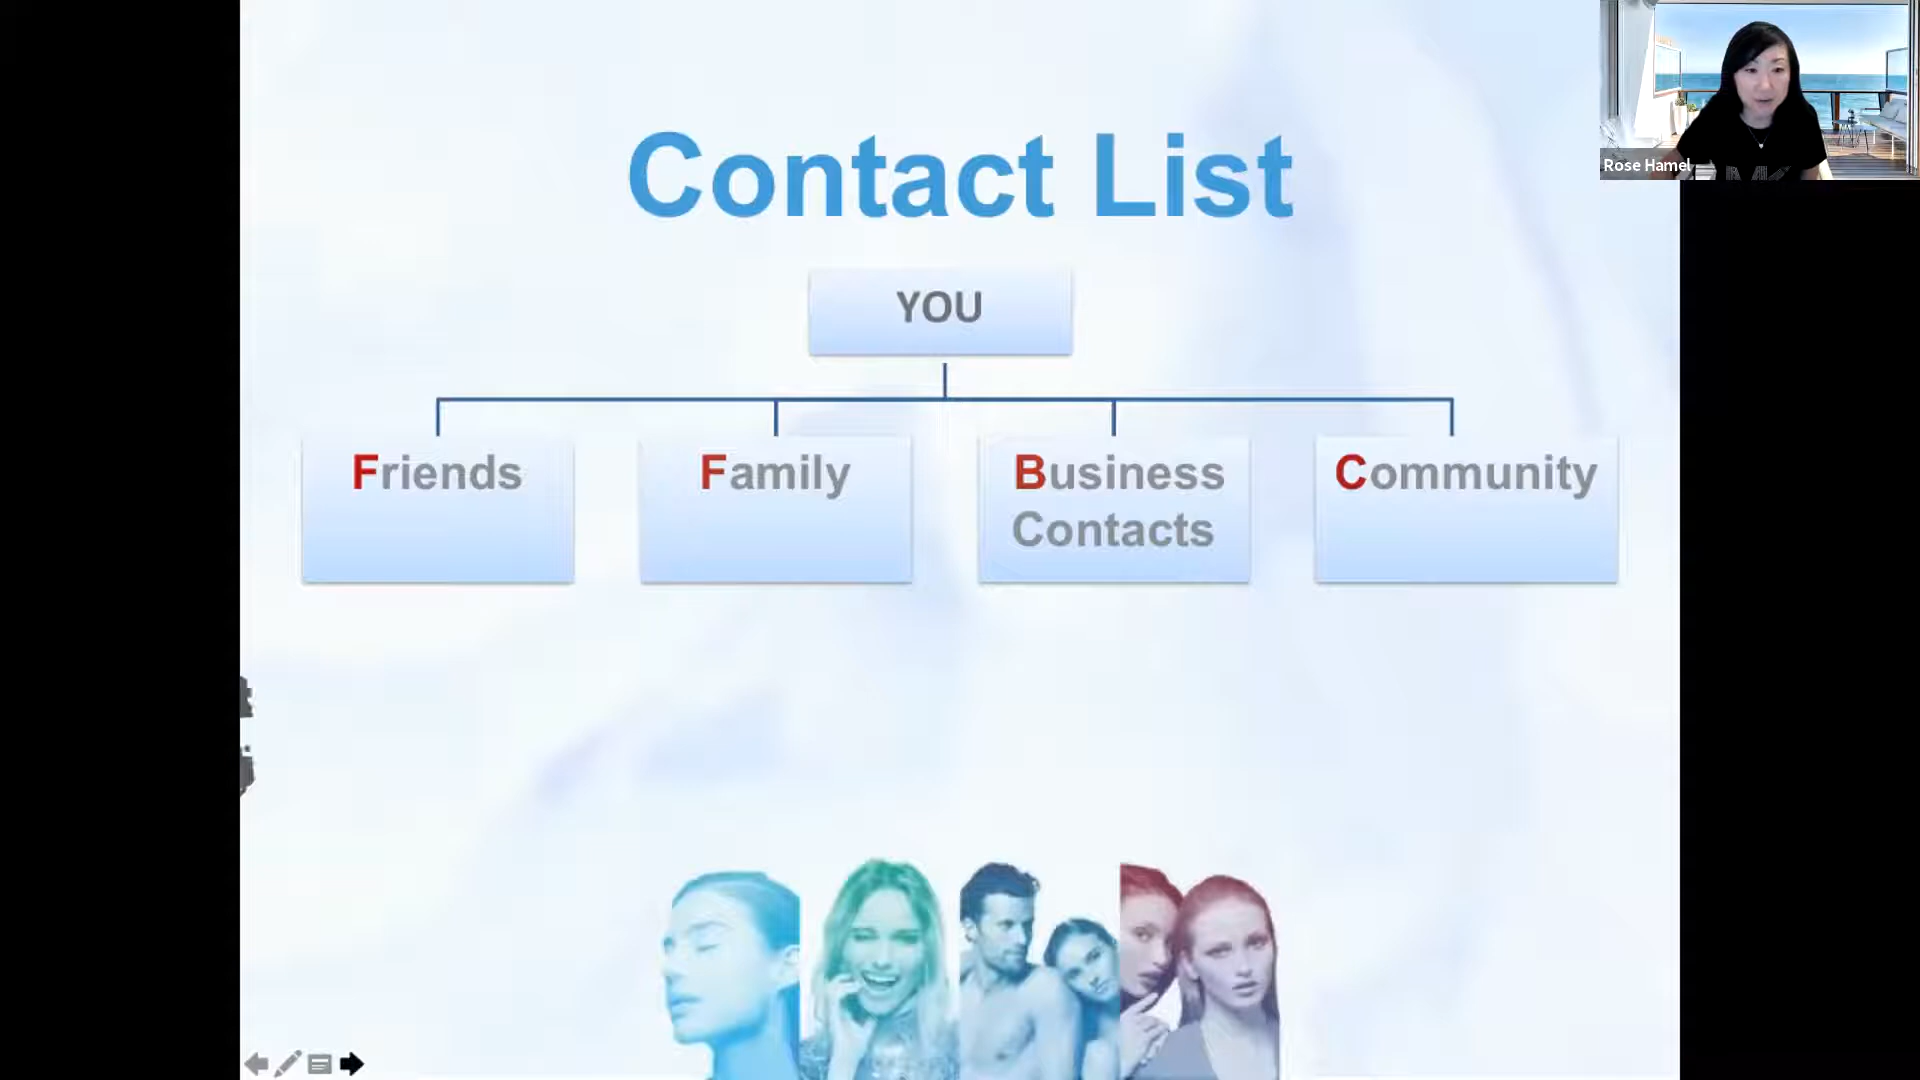 Contact List
YOU
Friends
Family
Business
Contacts
Community
Rose Hamel